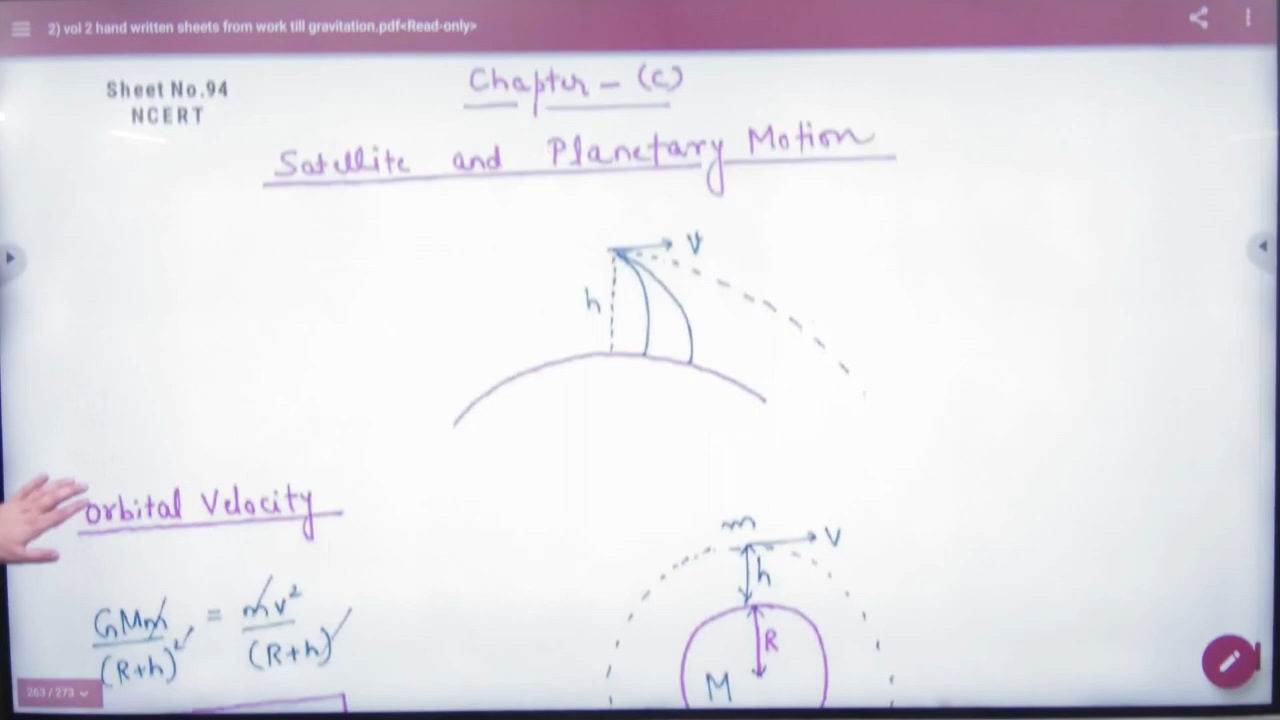 2) vol 2 hand written sheets from work till gravitation.pdf<Read-only>
Sheet No.94
NCERT
Chapter – (C)
Satellite and Planetary Motion
v
h
orbital Velocity
m
v
h
GMm/(R+h)² = mv²/(R+h)
R
M
263 / 273